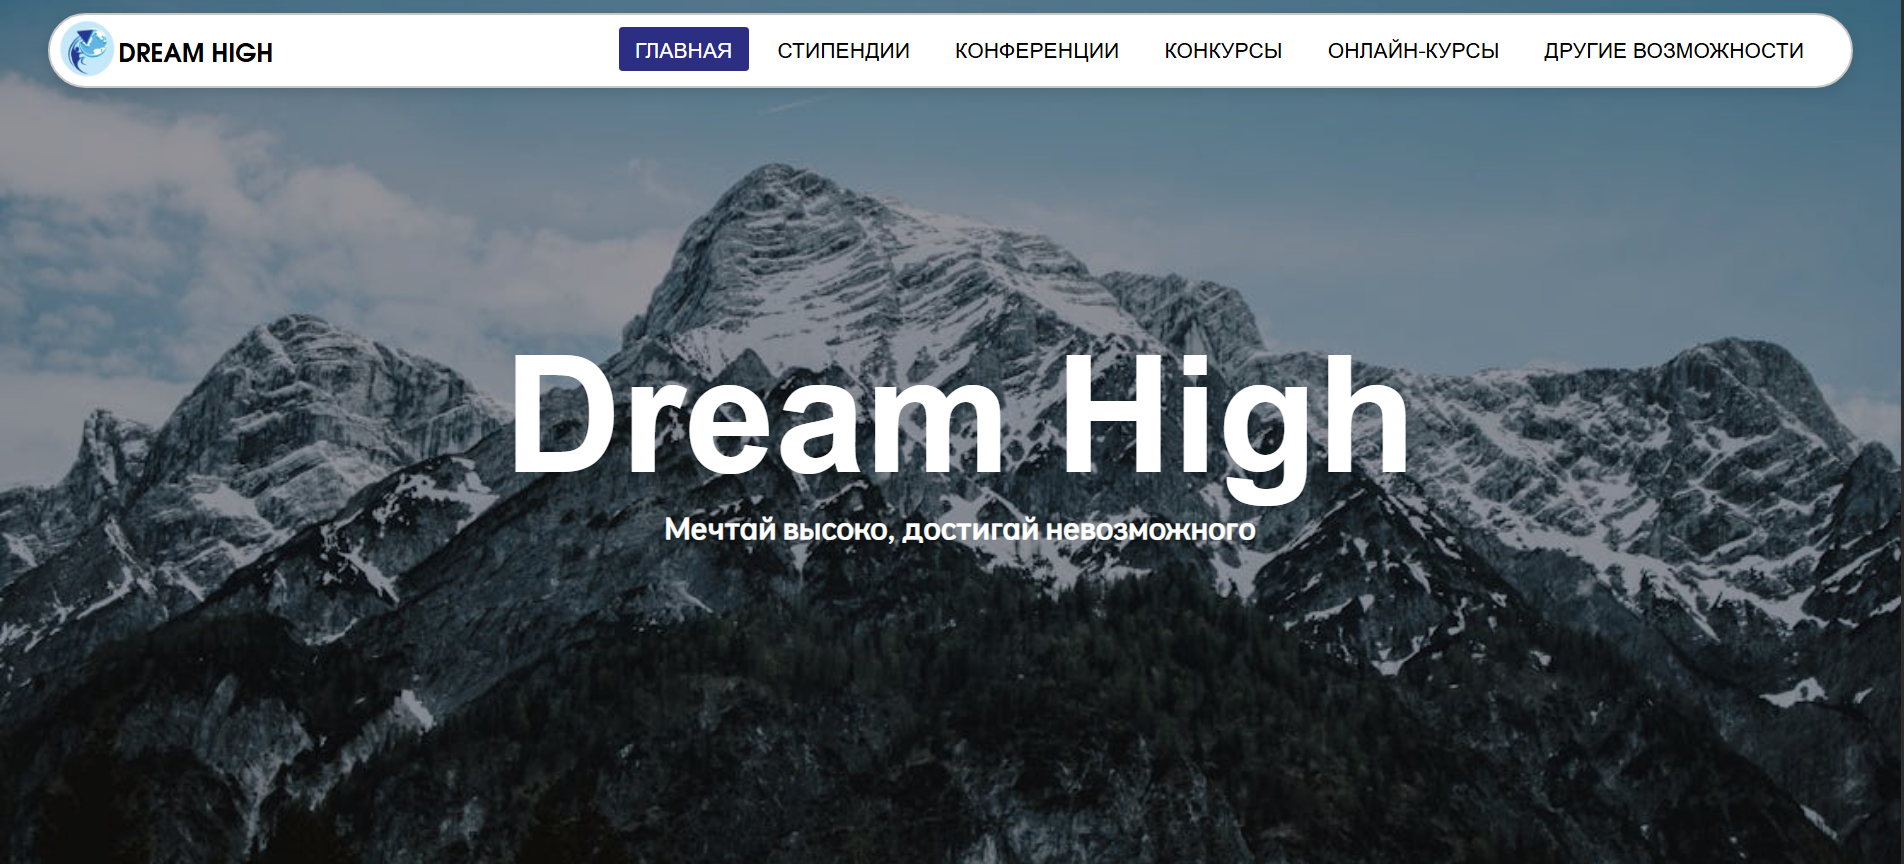 DREAM HIGH
ГЛАВНАЯ СТИПЕНДИИ КОНФЕРЕНЦИИ КОНКУРСЫ ОНЛАЙН-КУРСЫ ДРУГИЕ ВОЗМОЖНОСТИ
Dream High
Мечтай высоко, достигай невозможного